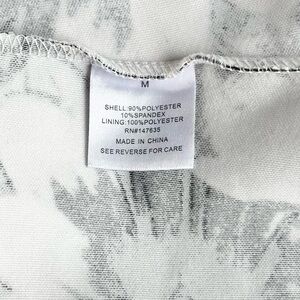 M
SHELL:90%POLYESTER
10%SPANDEX
LINING:100%POLYESTER
RN#147635
MADE IN CHINA
SEE REVERSE FOR CARE